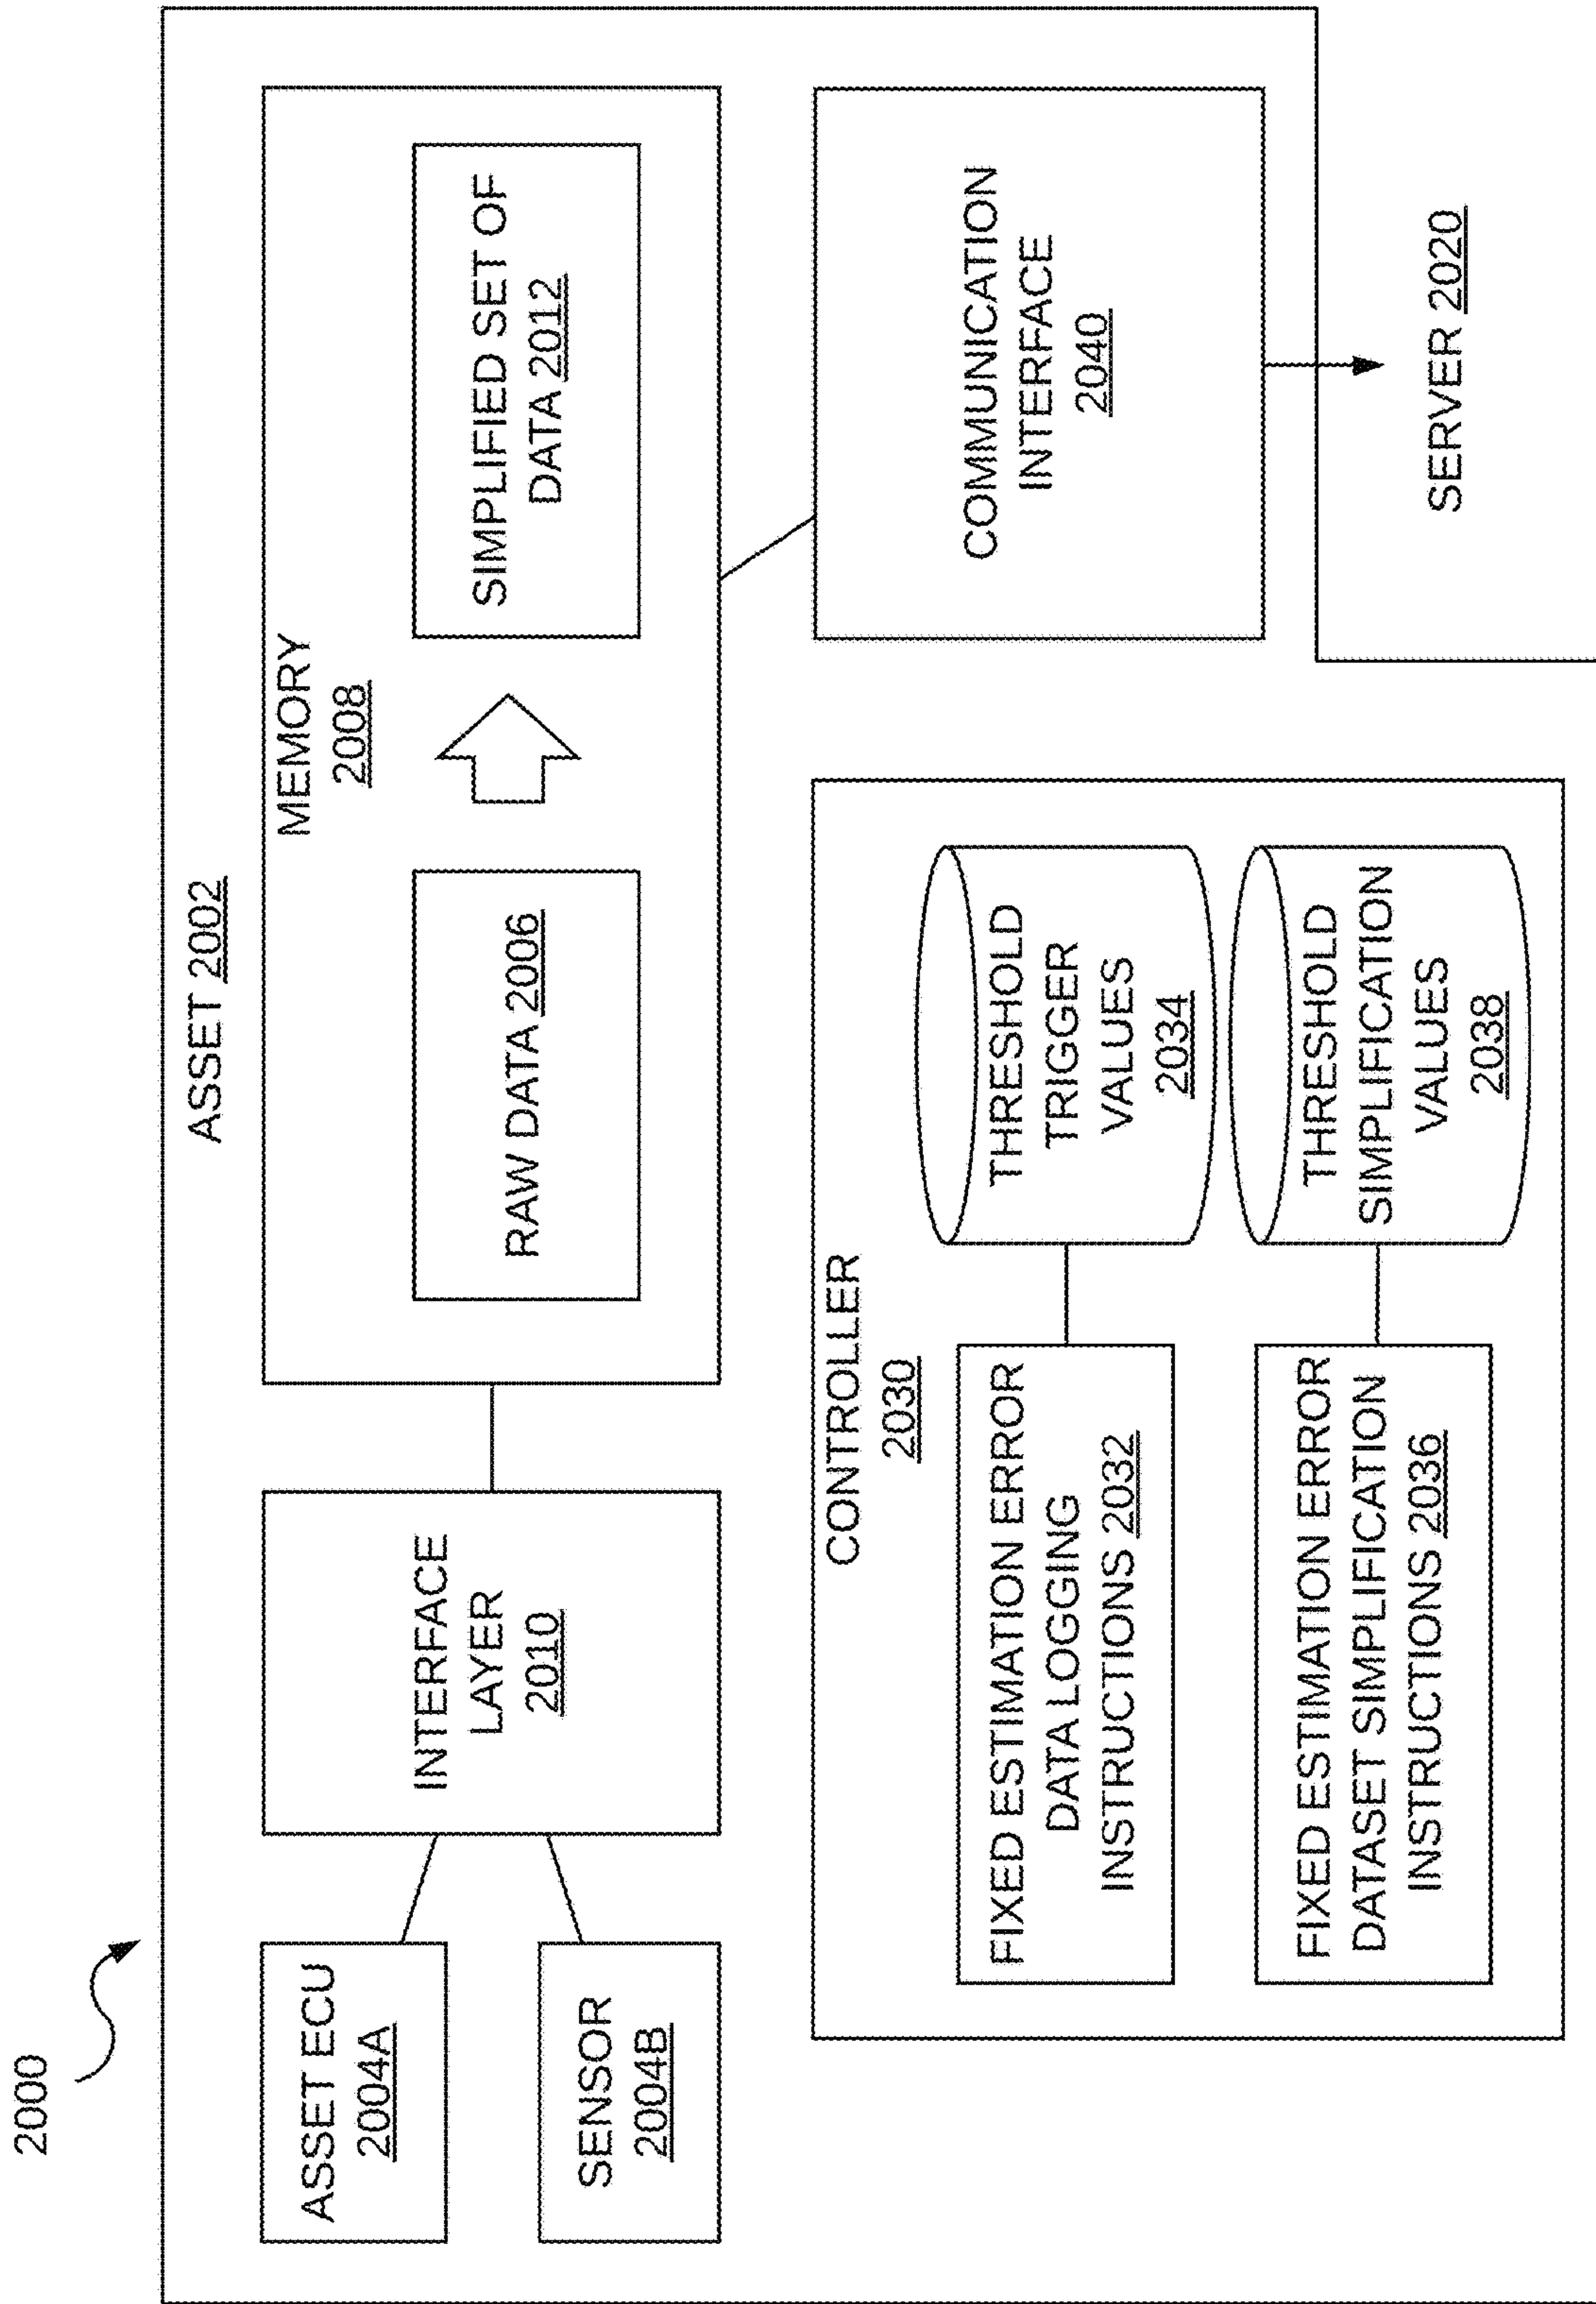 2000
ASSET 2002
ASSET ECU
2004A
SENSOR
2004B
INTERFACE
LAYER
2010
MEMORY
2008
RAW DATA 2006
SIMPLIFIED SET OF
DATA 2012
CONTROLLER
2030
FIXED ESTIMATION ERROR
DATA LOGGING
INSTRUCTIONS 2032
THRESHOLD
TRIGGER
VALUES
2034
FIXED ESTIMATION ERROR
DATASET SIMPLIFICATION
INSTRUCTIONS 2036
THRESHOLD
SIMPLIFICATION
VALUES
2038
COMMUNICATION
INTERFACE
2040
SERVER 2020